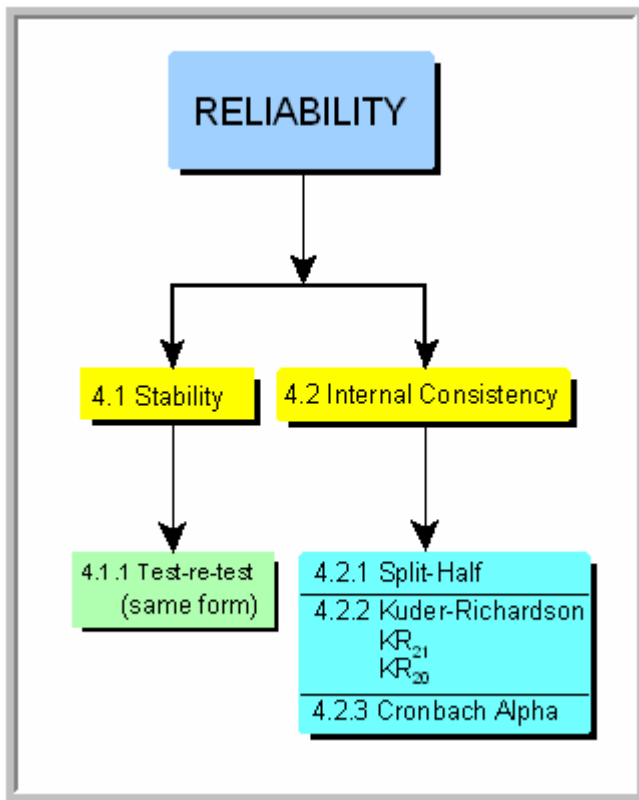 RELIABILITY
4.1 Stability
4.2 Internal Consistency
4.1.1 Test-re-test
(same form)
4.2.1 Split-Half
4.2.2 Kuder-Richardson
KR21
KR20
4.2.3 Cronbach Alpha